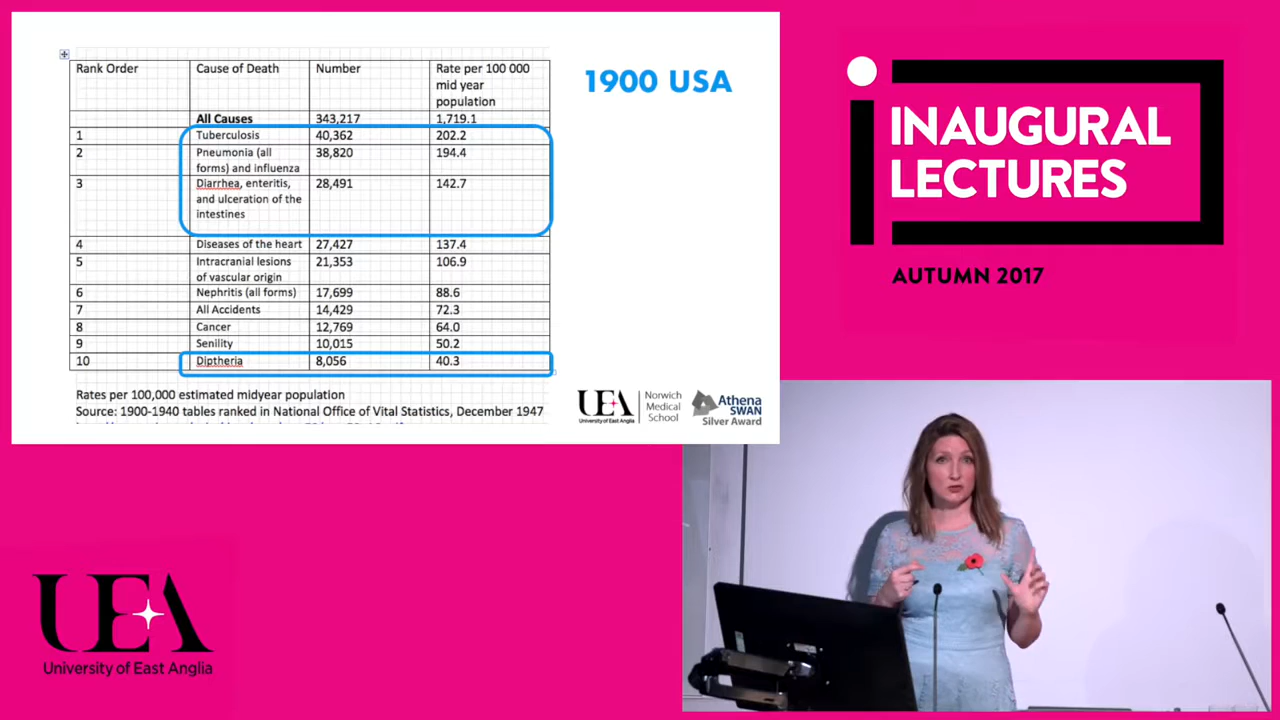 Rank Order Cause of Death Number Rate per 100 000
mid year
population
All Causes 343,217 1,719.1
1 Tuberculosis 40,362 202.2
2 Pneumonia (all 38,820 194.4
forms) and influenza
3 Diarrhea, enteritis, 28,491 142.7
and ulceration of the
intestines
4 Diseases of the heart 27,427 137.4
5 Intracranial lesions 21,353 106.9
of vascular origin
6 Nephritis (all forms) 17,699 88.6
7 All Accidents 14,429 72.3
8 Cancer 12,769 64.0
9 Senility 10,015 50.2
10 Diptheria 8,056 40.3
Rates per 100,000 estimated midyear population
Source: 1900-1940 tables ranked in National Office of Vital Statistics, December 1947
1900 USA
UEA
University of East Anglia
Norwich
Medical
School
Athena
SWAN
Silver Award
INAUGURAL
LECTURES
AUTUMN 2017
UEA
University of East Anglia